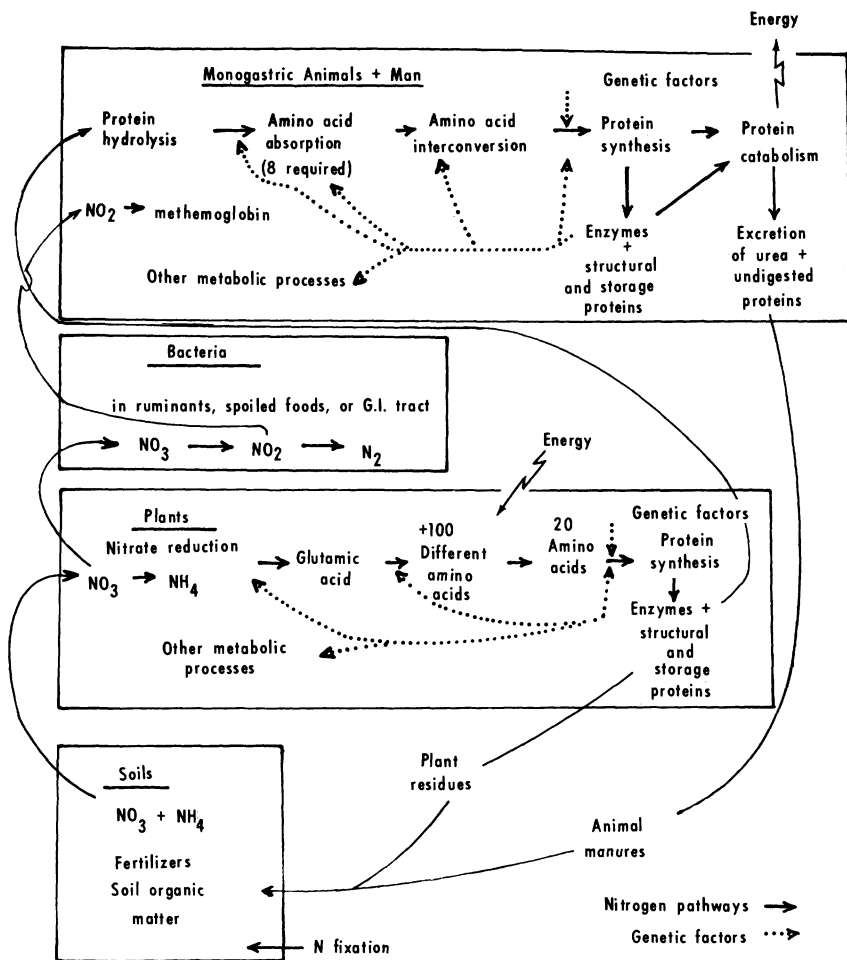 Energy
Monogastric Animals + Man
Genetic factors
Protein
hydrolysis
Amino acid
absorption
(8 required)
Amino acid
interconversion
Protein
synthesis
Protein
catabolism
NO2
methemoglobin
Other metabolic processes
Enzymes
+
structural
and storage
proteins
Excretion
of urea +
undigested
proteins
Bacteria
in ruminants, spoiled foods, or G.I. tract
NO3
NO2
N2
Energy
Plants
Nitrate reduction
NO3
NH4
Glutamic
acid
+100
Different
amino
acids
20
Amino
acids
Genetic factors
Protein
synthesis
Enzymes +
structural
and
storage
proteins
Other metabolic
processes
Soils
NO3 + NH4
Fertilizers
Soil organic
matter
N fixation
Plant
residues
Animal
manures
Nitrogen pathways
Genetic factors